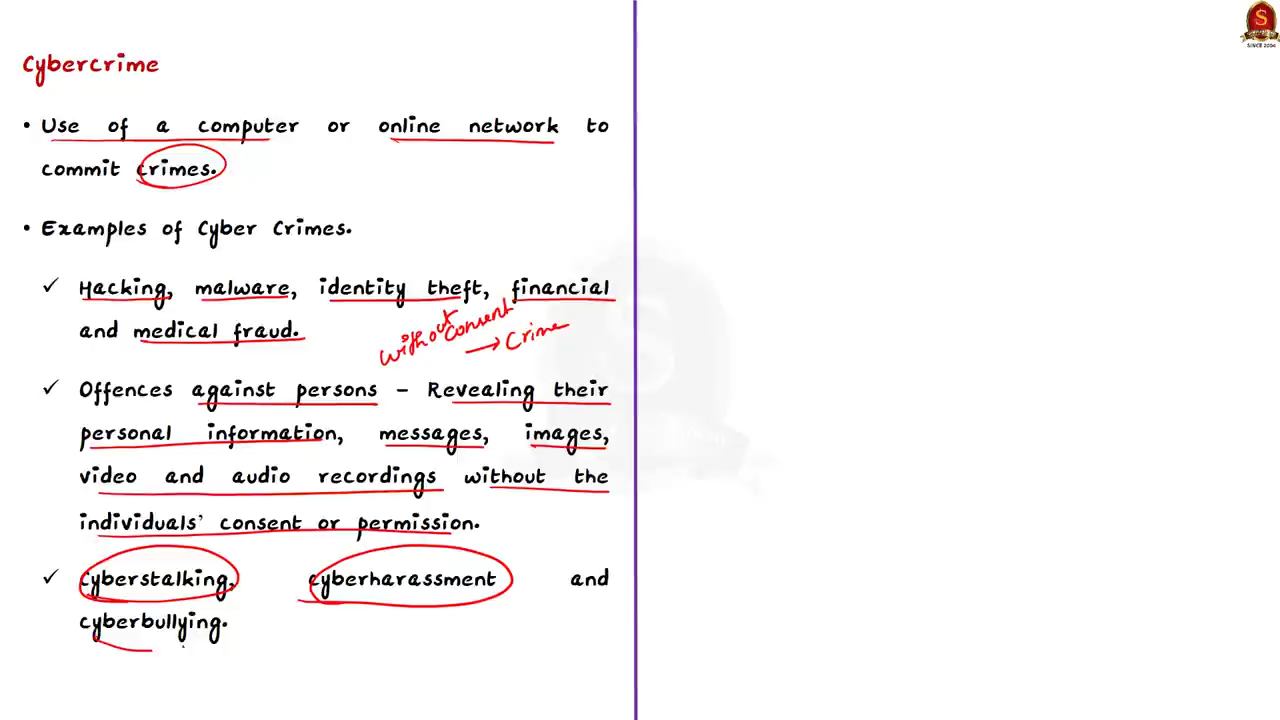 Cybercrime
• Use of a computer or online network to
commit crimes.
• Examples of Cyber Crimes.
✓ Hacking, malware, identity theft, financial
and medical fraud.
without consent
→ Crime
✓ Offences against persons – Revealing their
personal information, messages, images,
video and audio recordings without the
individuals' consent or permission.
✓ Cyberstalking, cyberharassment and
cyberbullying.
S
SINCE 2004